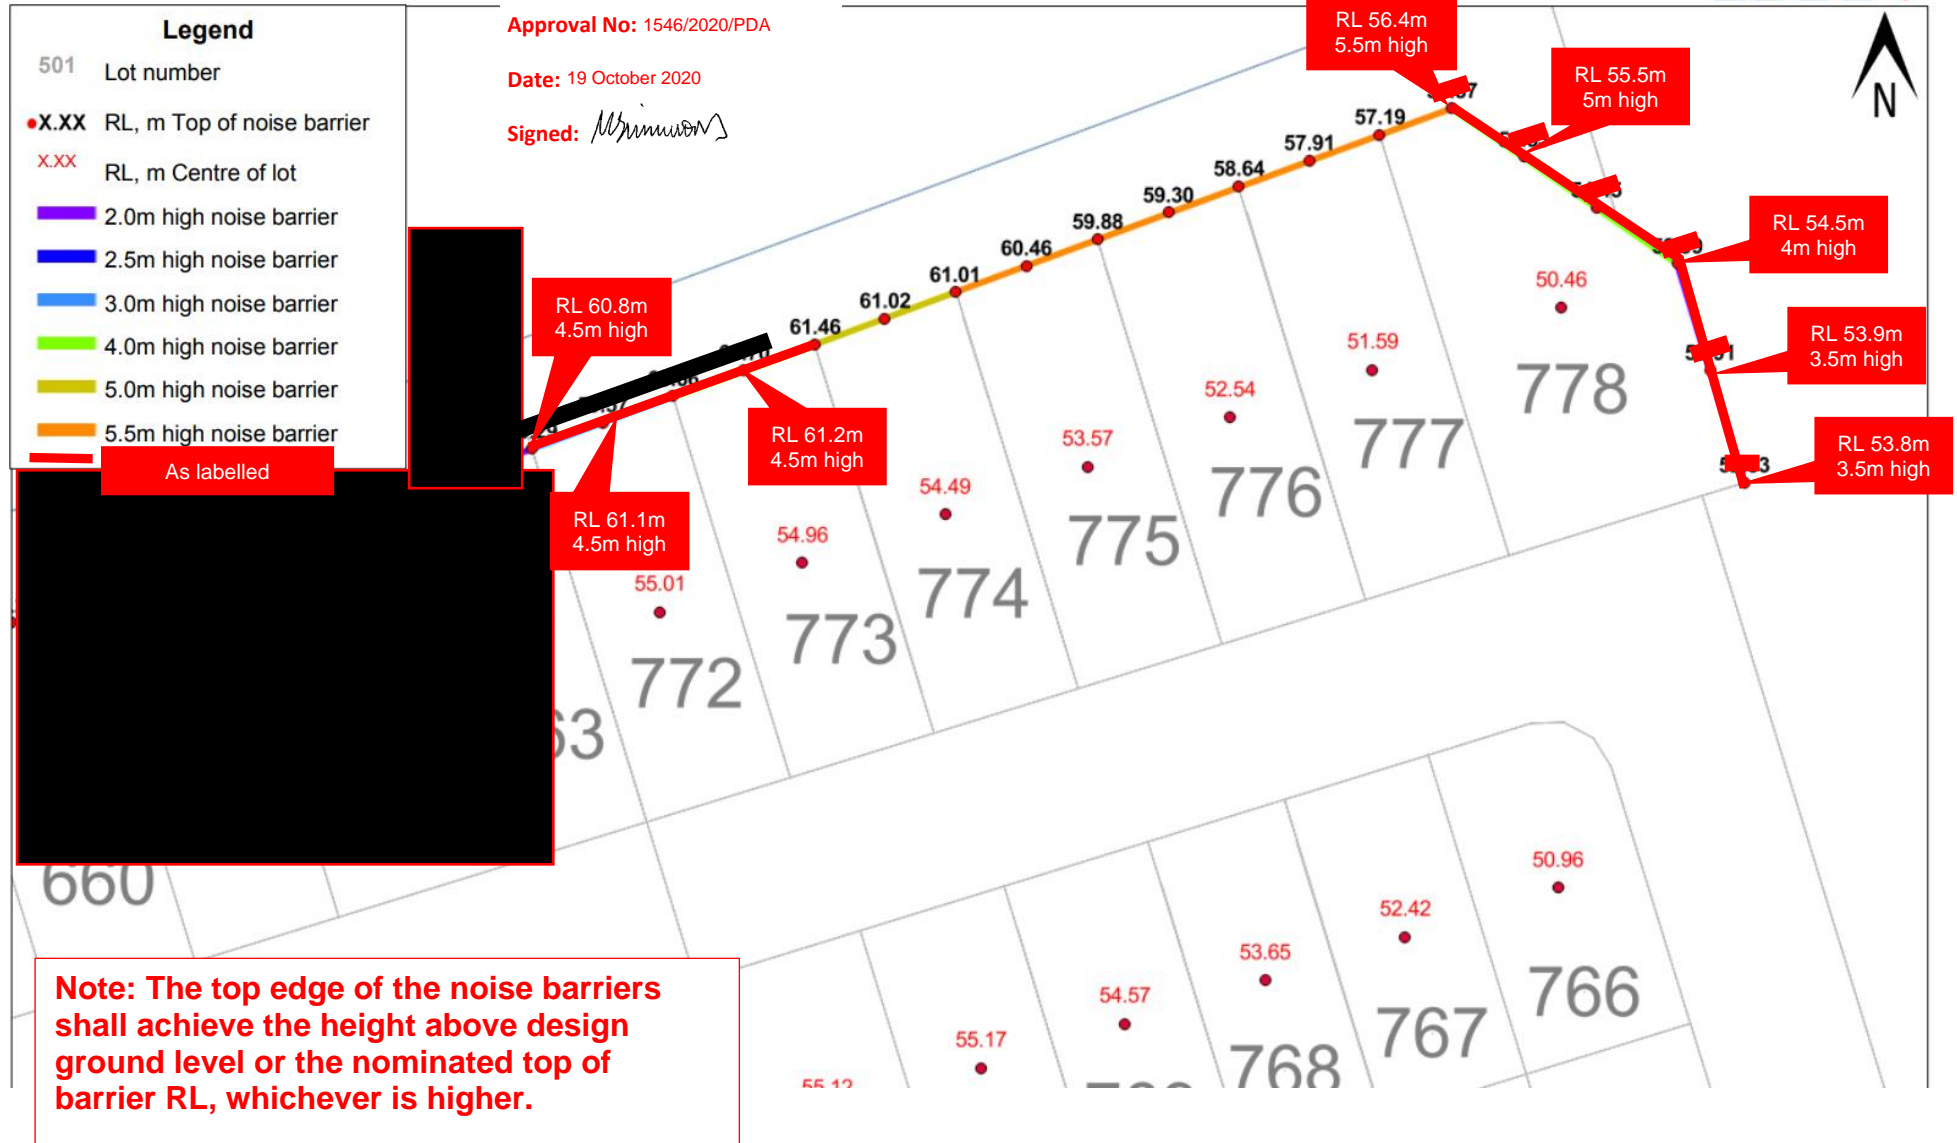 Legend
501 Lot number
X.XX RL, m Top of noise barrier
X.XX RL, m Centre of lot
2.0m high noise barrier
2.5m high noise barrier
3.0m high noise barrier
4.0m high noise barrier
5.0m high noise barrier
5.5m high noise barrier
As labelled
Approval No: 1546/2020/PDA
Date: 19 October 2020
Signed:
N
RL 56.4m
5.5m high
RL 55.5m
5m high
RL 54.5m
4m high
RL 53.9m
3.5m high
RL 53.8m
3.5m high
57.19
57.91
58.64
59.30
59.88
60.46
61.01
61.02
61.46
RL 60.8m
4.5m high
RL 61.2m
4.5m high
RL 61.1m
4.5m high
50.46
778
51.59
777
52.54
776
53.57
775
54.49
774
54.96
773
55.01
772
63
660
50.96
766
52.42
767
53.65
768
54.57
55.17
55.12
Note: The top edge of the noise barriers
shall achieve the height above design
ground level or the nominated top of
barrier RL, whichever is higher.